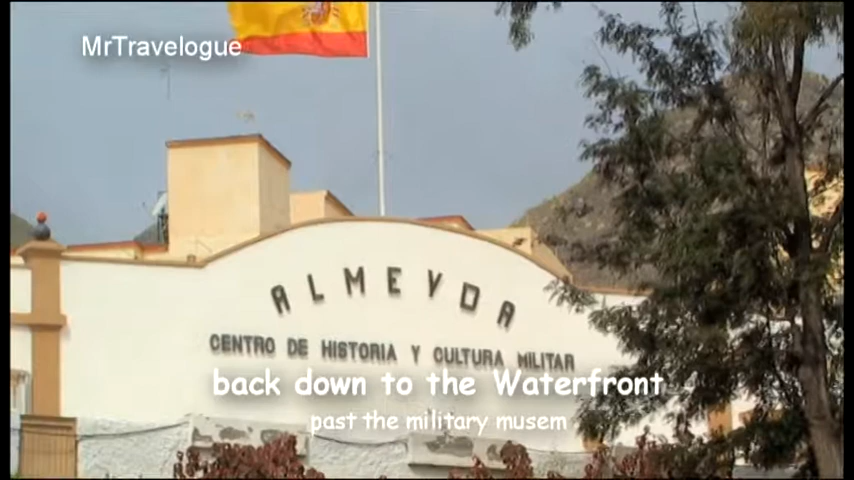 MrTravelogue
ALMEYDA
CENTRO DE HISTORIA Y CULTURA MILITAR
back down to the Waterfront
past the military musem